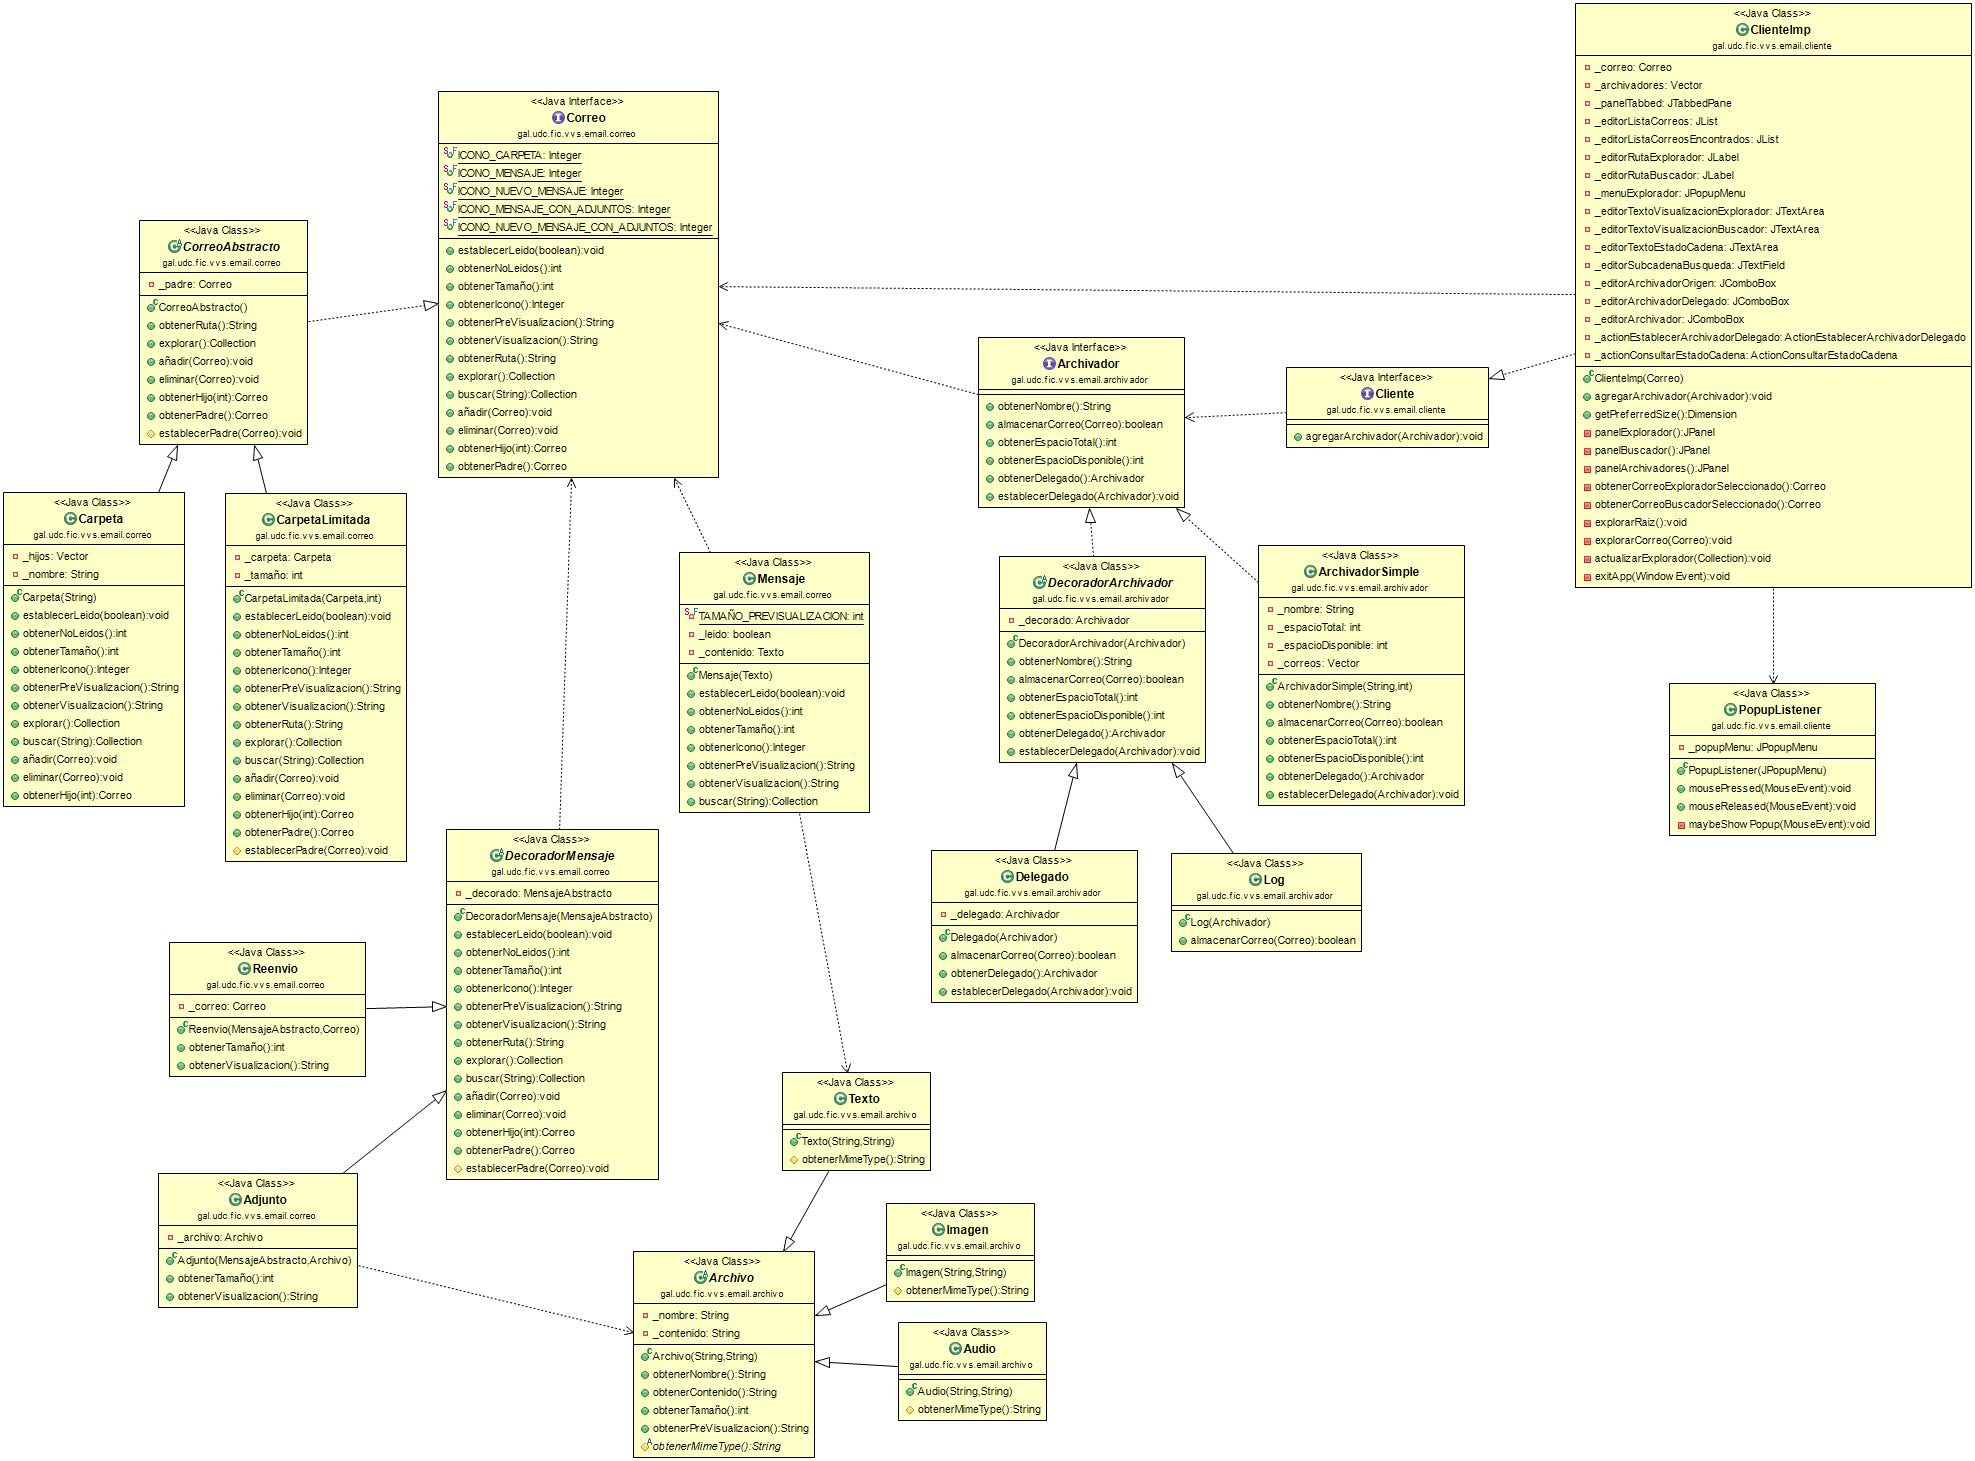 <<Java Class>>
ClienteImp
gal.udc.fic.vvs.email.cliente
_correo: Correo
_archivadores: Vector
_panelTabbed: JTabbedPane
_editorListaCorreos: JList
_editorListaCorreosEncontrados: JList
_editorRutaExplorador: JLabel
_editorRutaBuscador: JLabel
_menuExplorador: JPopupMenu
_editorTextoVisualizacionExplorador: JTextArea
_editorTextoVisualizacionBuscador: JTextArea
_editorTextoEstadoCadena: JTextArea
_editorSubcadenaBusqueda: JTextField
_editorArchivadorOrigen: JComboBox
_editorArchivadorDelegado: JComboBox
_editorArchivador: JComboBox
_actionEstablecerArchivadorDelegado: ActionEstablecerArchivadorDelegado
_actionConsultarEstadoCadena: ActionConsultarEstadoCadena
ClienteImp(Correo)
agregarArchivador(Archivador):void
getPreferredSize():Dimension
panelExplorador():JPanel
panelBuscador():JPanel
panelArchivadores():JPanel
obtenerCorreoExploradorSeleccionado():Correo
obtenerCorreoBuscadorSeleccionado():Correo
explorarRaiz():void
explorarCorreo(Correo):void
actualizarExplorador(Collection):void
exitApp(WindowEvent):void
<<Java Interface>>
Correo
gal.udc.fic.vvs.email.correo
ICONO_CARPETA: Integer
ICONO_MENSAJE: Integer
ICONO_NUEVO_MENSAJE: Integer
ICONO_MENSAJE_CON_ADJUNTOS: Integer
ICONO_NUEVO_MENSAJE_CON_ADJUNTOS: Integer
establecerLeido(boolean):void
obtenerNoLeidos():int
obtenerTamaño():int
obtenerIcono():Integer
obtenerPreVisualizacion():String
obtenerVisualizacion():String
obtenerRuta():String
explorar():Collection
buscar(String):Collection
añadir(Correo):void
eliminar(Correo):void
obtenerHijo(int):Correo
obtenerPadre():Correo
<<Java Class>>
CorreoAbstracto
gal.udc.fic.vvs.email.correo
_padre: Correo
CorreoAbstracto()
obtenerRuta():String
explorar():Collection
añadir(Correo):void
eliminar(Correo):void
obtenerHijo(int):Correo
obtenerPadre():Correo
establecerPadre(Correo):void
<<Java Interface>>
Archivador
gal.udc.fic.vvs.email.archivador
obtenerNombre():String
almacenarCorreo(Correo):boolean
obtenerEspacioTotal():int
obtenerEspacioDisponible():int
obtenerDelegado():Archivador
establecerDelegado(Archivador):void
<<Java Interface>>
Cliente
gal.udc.fic.vvs.email.cliente
agregarArchivador(Archivador):void
<<Java Class>>
Carpeta
gal.udc.fic.vvs.email.correo
_hijos: Vector
_nombre: String
Carpeta(String)
establecerLeido(boolean):void
obtenerNoLeidos():int
obtenerTamaño():int
obtenerIcono():Integer
obtenerPreVisualizacion():String
obtenerVisualizacion():String
explorar():Collection
buscar(String):Collection
añadir(Correo):void
eliminar(Correo):void
obtenerHijo(int):Correo
<<Java Class>>
CarpetaLimitada
gal.udc.fic.vvs.email.correo
_carpeta: Carpeta
_tamaño: int
CarpetaLimitada(Carpeta,int)
establecerLeido(boolean):void
obtenerNoLeidos():int
obtenerTamaño():int
obtenerIcono():Integer
obtenerPreVisualizacion():String
obtenerVisualizacion():String
obtenerRuta():String
explorar():Collection
buscar(String):Collection
añadir(Correo):void
eliminar(Correo):void
obtenerHijo(int):Correo
obtenerPadre():Correo
establecerPadre(Correo):void
<<Java Class>>
Mensaje
gal.udc.fic.vvs.email.correo
TAMAÑO_PREVISUALIZACION: int
_leido: boolean
_contenido: Texto
Mensaje(Texto)
establecerLeido(boolean):void
obtenerNoLeidos():int
obtenerTamaño():int
obtenerIcono():Integer
obtenerPreVisualizacion():String
obtenerVisualizacion():String
buscar(String):Collection
<<Java Class>>
DecoradorArchivador
gal.udc.fic.vvs.email.archivador
_decorado: Archivador
DecoradorArchivador(Archivador)
obtenerNombre():String
almacenarCorreo(Correo):boolean
obtenerEspacioTotal():int
obtenerEspacioDisponible():int
obtenerDelegado():Archivador
establecerDelegado(Archivador):void
<<Java Class>>
ArchivadorSimple
gal.udc.fic.vvs.email.archivador
_nombre: String
_espacioTotal: int
_espacioDisponible: int
_correos: Vector
ArchivadorSimple(String,int)
obtenerNombre():String
almacenarCorreo(Correo):boolean
obtenerEspacioTotal():int
obtenerEspacioDisponible():int
obtenerDelegado():Archivador
establecerDelegado(Archivador):void
<<Java Class>>
PopupListener
gal.udc.fic.vvs.email.cliente
_popupMenu: JPopupMenu
PopupListener(JPopupMenu)
mousePressed(MouseEvent):void
mouseReleased(MouseEvent):void
maybeShowPopup(MouseEvent):void
<<Java Class>>
DecoradorMensaje
gal.udc.fic.vvs.email.correo
_decorado: MensajeAbstracto
DecoradorMensaje(MensajeAbstracto)
establecerLeido(boolean):void
obtenerNoLeidos():int
obtenerTamaño():int
obtenerIcono():Integer
obtenerPreVisualizacion():String
obtenerVisualizacion():String
obtenerRuta():String
explorar():Collection
buscar(String):Collection
añadir(Correo):void
eliminar(Correo):void
obtenerHijo(int):Correo
obtenerPadre():Correo
establecerPadre(Correo):void
<<Java Class>>
Delegado
gal.udc.fic.vvs.email.archivador
_delegado: Archivador
Delegado(Archivador)
almacenarCorreo(Correo):boolean
obtenerDelegado():Archivador
establecerDelegado(Archivador):void
<<Java Class>>
Log
gal.udc.fic.vvs.email.archivador
Log(Archivador)
almacenarCorreo(Correo):boolean
<<Java Class>>
Reenvio
gal.udc.fic.vvs.email.correo
_correo: Correo
Reenvio(MensajeAbstracto,Correo)
obtenerTamaño():int
obtenerVisualizacion():String
<<Java Class>>
Texto
gal.udc.fic.vvs.email.archivo
Texto(String,String)
obtenerMimeType():String
<<Java Class>>
Adjunto
gal.udc.fic.vvs.email.correo
_archivo: Archivo
Adjunto(MensajeAbstracto,Archivo)
obtenerTamaño():int
obtenerVisualizacion():String
<<Java Class>>
Imagen
gal.udc.fic.vvs.email.archivo
Imagen(String,String)
obtenerMimeType():String
<<Java Class>>
Archivo
gal.udc.fic.vvs.email.archivo
_nombre: String
_contenido: String
Archivo(String,String)
obtenerNombre():String
obtenerContenido():String
obtenerTamaño():int
obtenerPreVisualizacion():String
obtenerMimeType():String
<<Java Class>>
Audio
gal.udc.fic.vvs.email.archivo
Audio(String,String)
obtenerMimeType():String